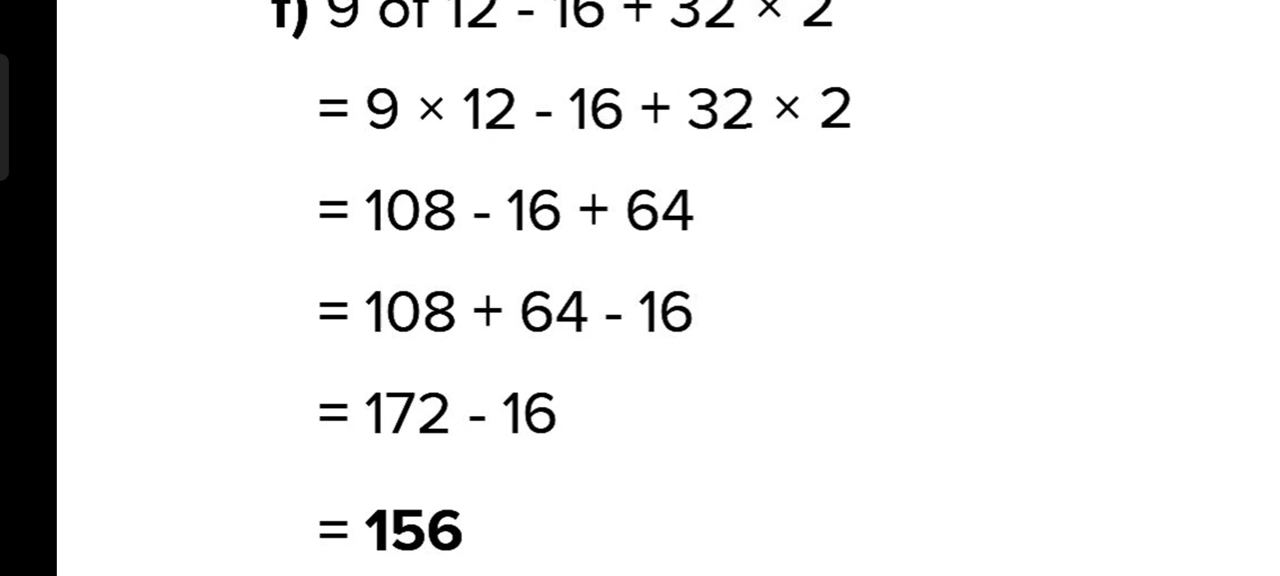 f) 9 of 12 - 16 + 32 × 2
= 9 × 12 - 16 + 32 × 2
= 108 - 16 + 64
= 108 + 64 - 16
= 172 - 16
= 156